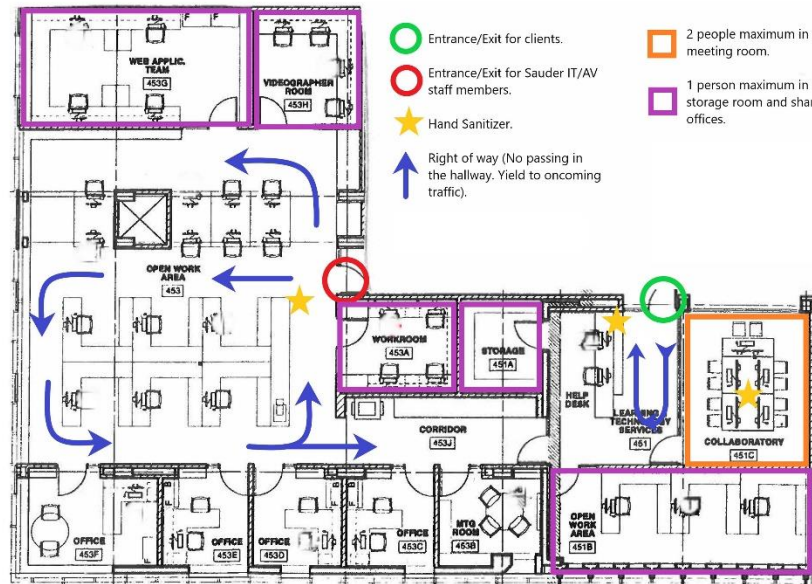 Entrance/Exit for clients.
Entrance/Exit for Sauder IT/AV
staff members.
Hand Sanitizer.
Right of way (No passing in
the hallway. Yield to oncoming
traffic).
2 people maximum in
meeting room.
1 person maximum in
storage room and shar
offices.
WEB APPLIC.
TEAM
453G
F
F
VIDEOGRAPHER
ROOM
453H
OPEN WORK
AREA
453
WORKROOM
453A
STORAGE
451A
HELP
DESK
LEARNING
TECHNOLOGY
SERVICES
451
COLLABORATORY
451C
CORRIDOR
453J
OFFICE
453F
OFFICE
453E
OFFICE
453D
OFFICE
453C
MTG
ROOM
453B
OPEN WORK
AREA
451B